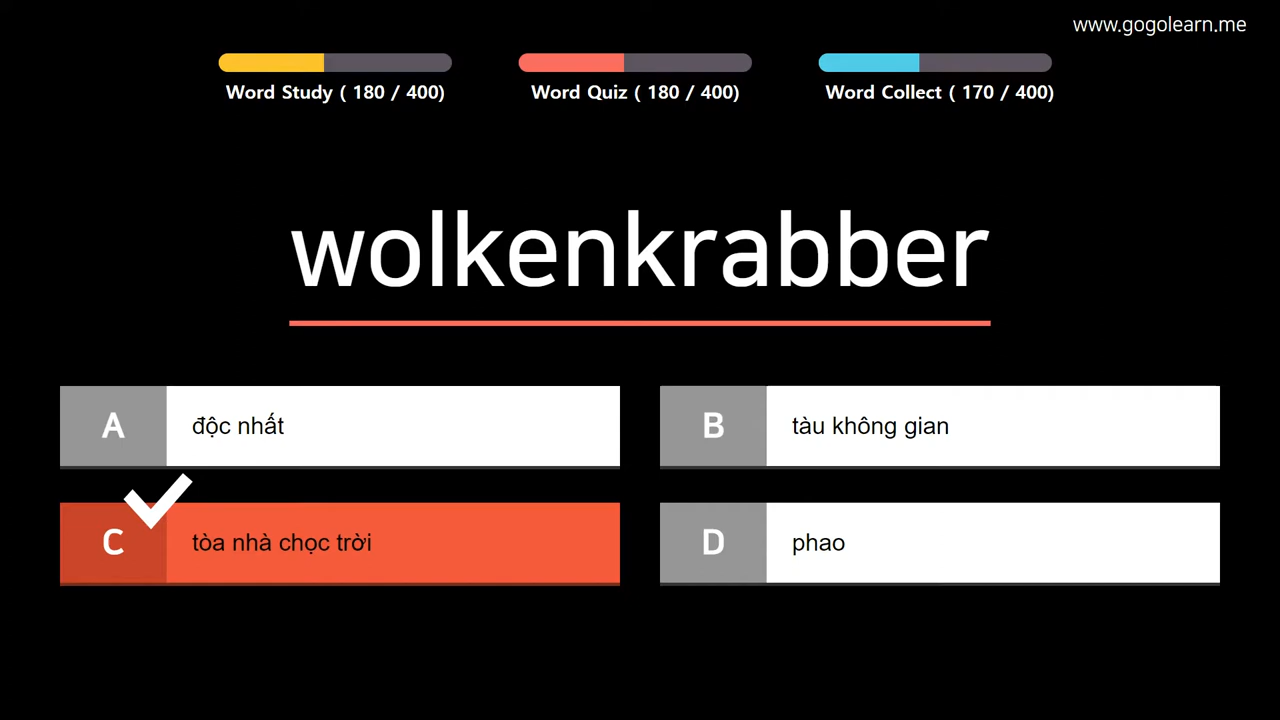 www.gogolearn.me
Word Study ( 180 / 400)
Word Quiz ( 180 / 400)
Word Collect ( 170 / 400)
wolkenkrabber
A
độc nhất
B
tàu không gian
C
tòa nhà chọc trời
D
phao